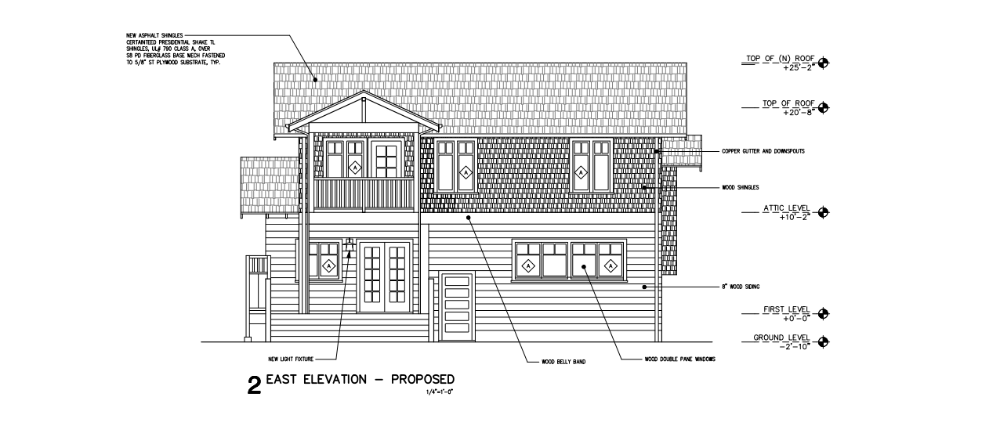 NEW ASPHALT SHINGLES
CERTAINTEED PRESIDENTIAL SHAKE TL
SHINGLES, UL# 790 CLASS A, OVER
SB PD FIBERGLASS BASE MECH FASTENED
TO 5/8" ST PLYWOOD SUBSTRATE, TYP.
TOP OF (N) ROOF
+25'-2"
TOP OF ROOF
+20'-8"
COPPER GUTTER AND DOWNSPOUTS
A
A
A
WOOD SHINGLES
ATTIC LEVEL
+10'-2"
A
A
A
8" WOOD SIDING
FIRST LEVEL
+0'-0"
GROUND LEVEL
-2'-10"
NEW LIGHT FIXTURE
WOOD BELLY BAND
WOOD DOUBLE PANE WINDOWS
2 EAST ELEVATION - PROPOSED
1/4"=1'-0"